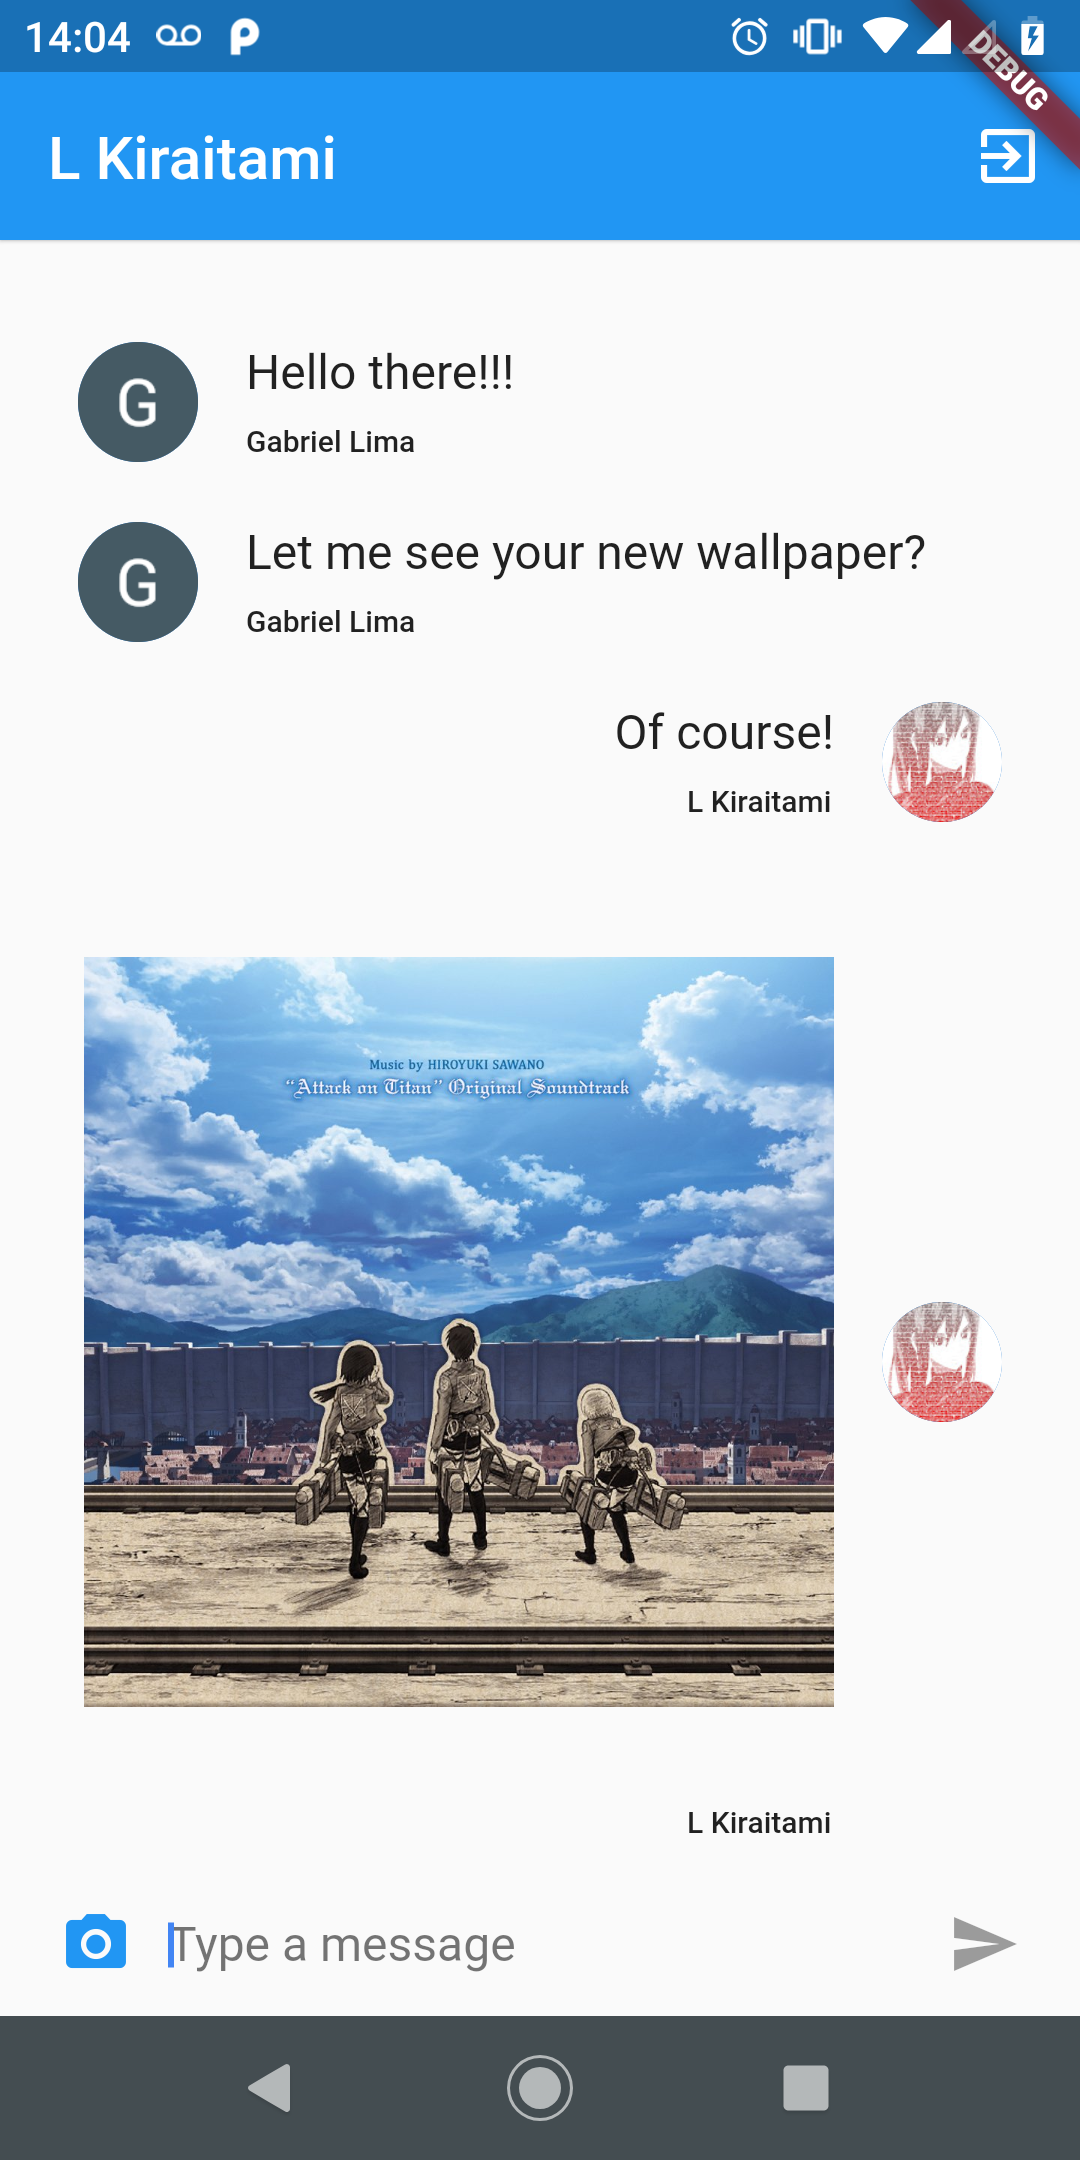 14:04
DEBUG
L Kiraitami
G
Hello there!!!
Gabriel Lima
G
Let me see your new wallpaper?
Gabriel Lima
Of course!
L Kiraitami
Music by HIROYUKI SAWANO
“Attack on Titan” Original Soundtrack
L Kiraitami
Type a message